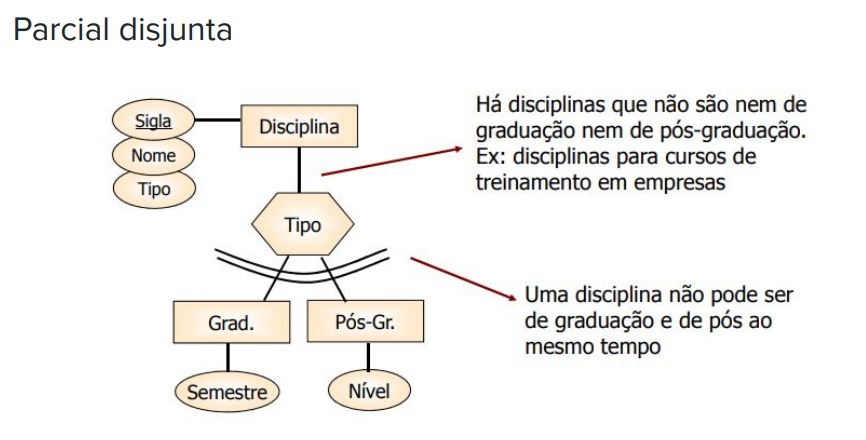 Parcial disjunta
Sigla
Nome
Tipo
Disciplina
Há disciplinas que não são nem de
graduação nem de pós-graduação.
Ex: disciplinas para cursos de
treinamento em empresas
Tipo
Grad.
Pós-Gr.
Uma disciplina não pode ser
de graduação e de pós ao
mesmo tempo
Semestre
Nível